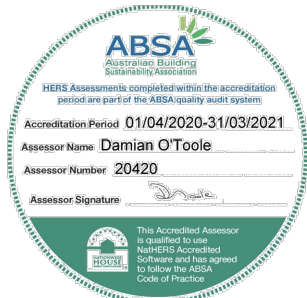 ABSA
Australian Building
Sustainability Association
HERS Assessments completed within the accreditation
period are part of the ABSA quality audit system
Accreditation Period 01/04/2020-31/03/2021
Assessor Name Damian O'Toole
Assessor Number 20420
Assessor Signature
This Accredited Assessor
is qualified to use
NatHERS Accredited
Software and has agreed
to follow the ABSA
Code of Practice
NATIONWIDE
HOUSE